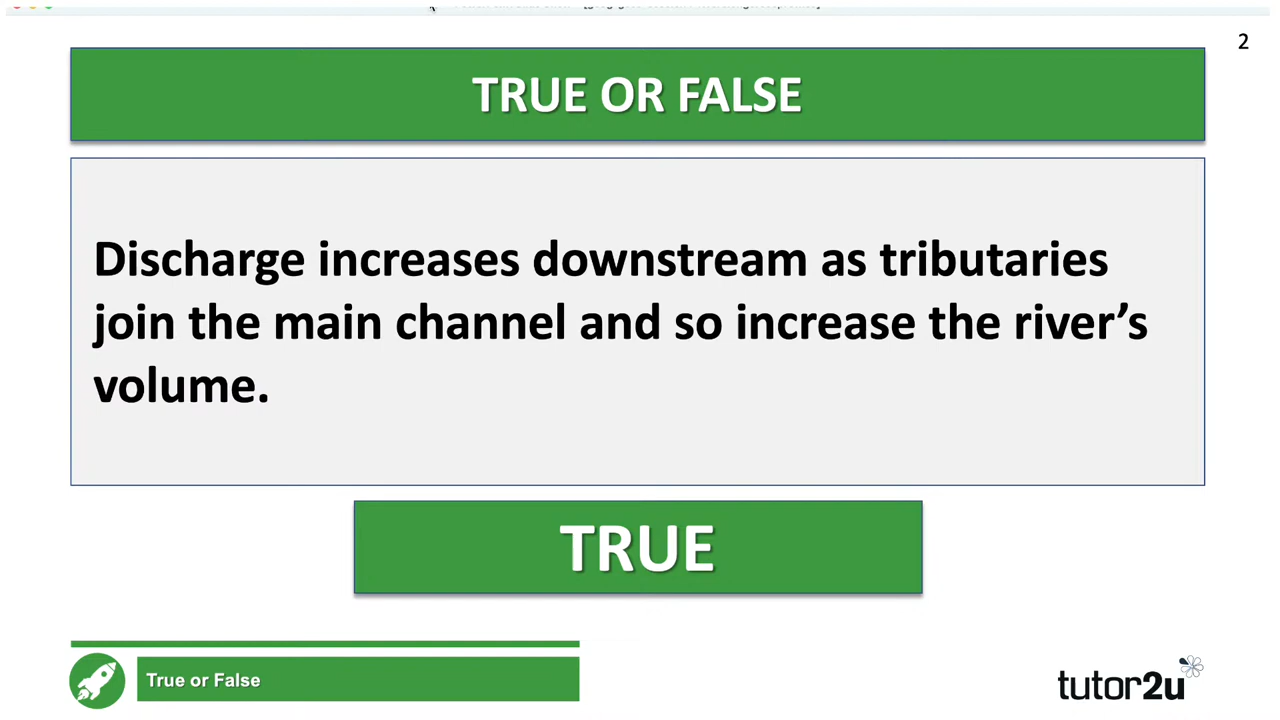 2
TRUE OR FALSE
Discharge increases downstream as tributaries
join the main channel and so increase the river’s
volume.
TRUE
True or False
tutor2u